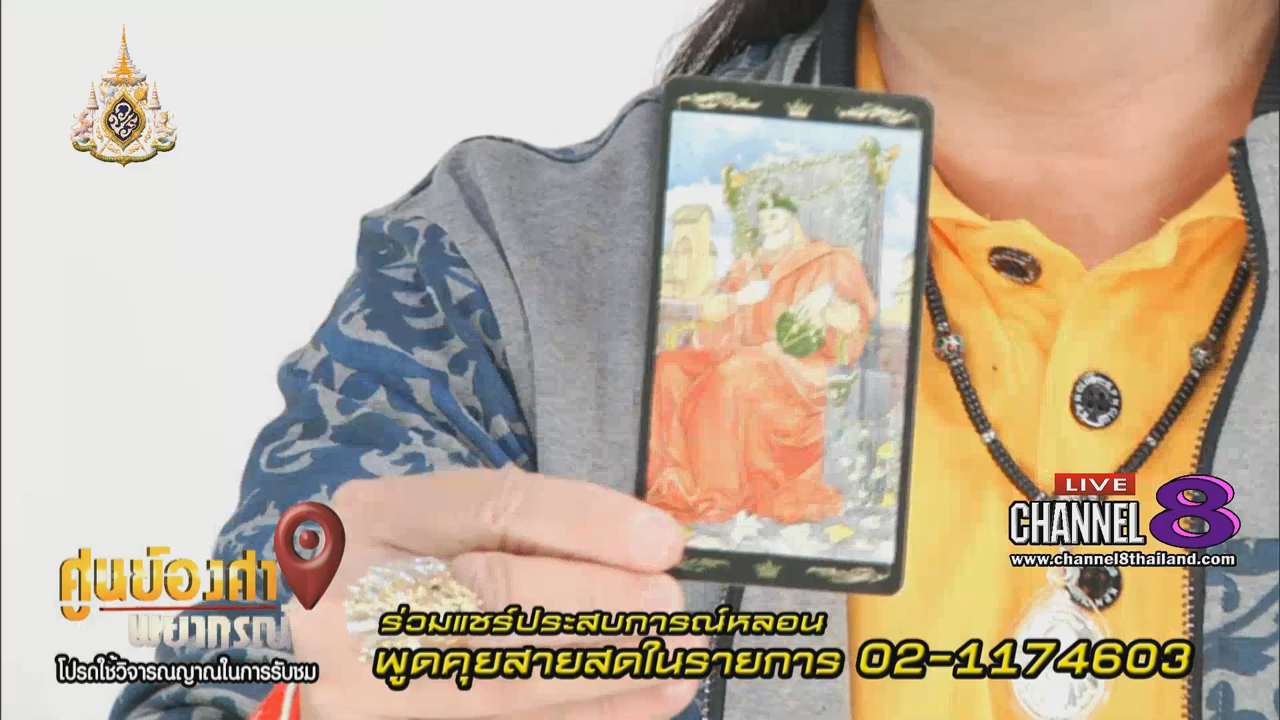 LIVE
CHANNEL 8
www.channel8thailand.com
ศูนย์องศา
พยากรณ์
โปรดใช้วิจารณญาณในการรับชม
ร่วมแชร์ประสบการณ์หลอน
พูดคุยสายสดในรายการ 02-1174603